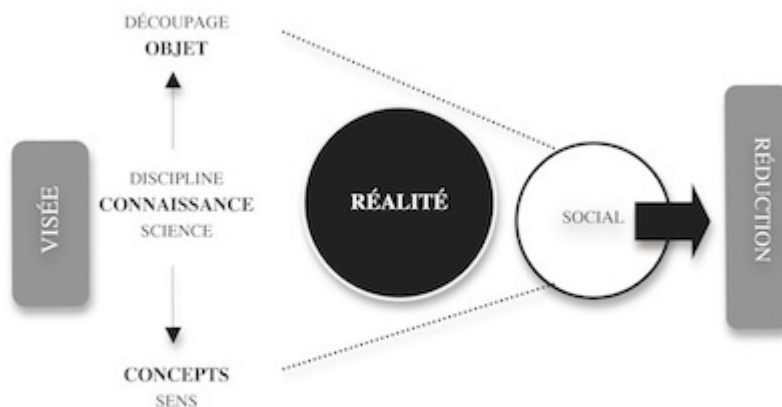 DÉCOUPAGE
OBJET
VISÉE
DISCIPLINE
CONNAISSANCE
SCIENCE
RÉALITÉ
SOCIAL
RÉDUCTION
CONCEPTS
SENS